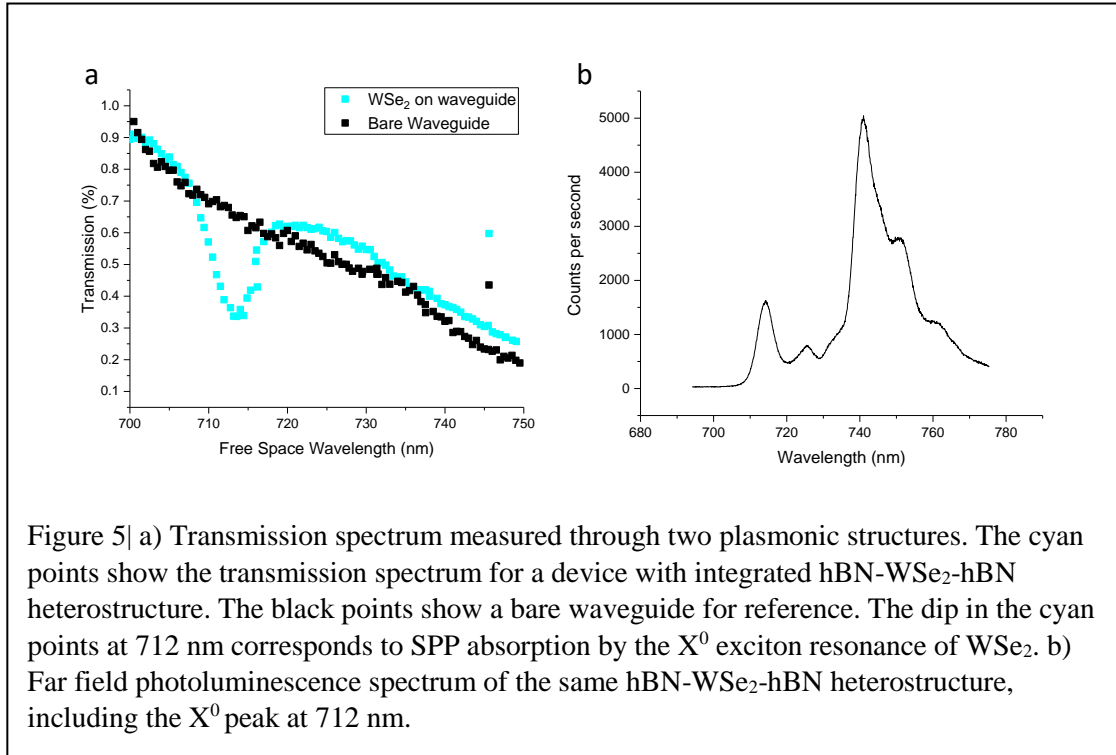 a
b
WSe₂ on waveguide
Bare Waveguide
1.0
0.9
0.8
0.7
0.6
0.5
0.4
0.3
0.2
0.1
Transmission (%)
700 710 720 730 740 750
Free Space Wavelength (nm)
5000
4000
3000
2000
1000
0
Counts per second
680 700 720 740 760 780
Wavelength (nm)
Figure 5| a) Transmission spectrum measured through two plasmonic structures. The cyan
points show the transmission spectrum for a device with integrated hBN-WSe₂-hBN
heterostructure. The black points show a bare waveguide for reference. The dip in the cyan
points at 712 nm corresponds to SPP absorption by the X⁰ exciton resonance of WSe₂. b)
Far field photoluminescence spectrum of the same hBN-WSe₂-hBN heterostructure,
including the X⁰ peak at 712 nm.